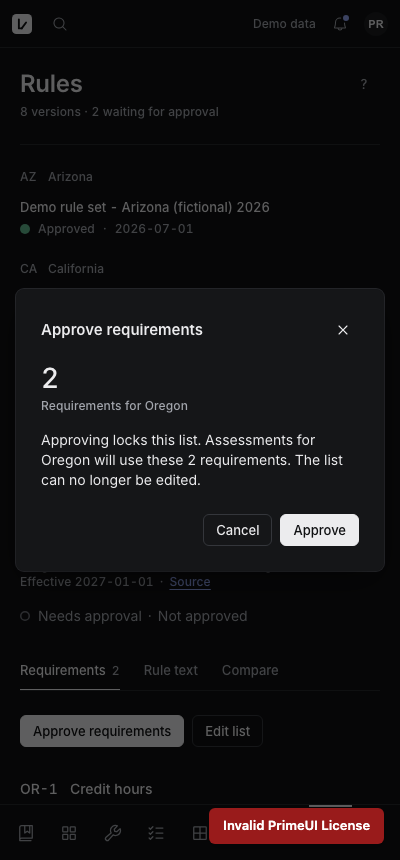 Demo data
PR
Rules
?
8 versions · 2 waiting for approval
AZ Arizona
Demo rule set - Arizona (fictional) 2026
Approved · 2026-07-01
CA California
Approve requirements
2
Requirements for Oregon
Approving locks this list. Assessments for
Oregon will use these 2 requirements. The list
can no longer be edited.
Cancel
Approve
Effective 2027-01-01 · Source
Needs approval · Not approved
Requirements 2
Rule text
Compare
Approve requirements
Edit list
OR-1 Credit hours
Invalid PrimeUI License